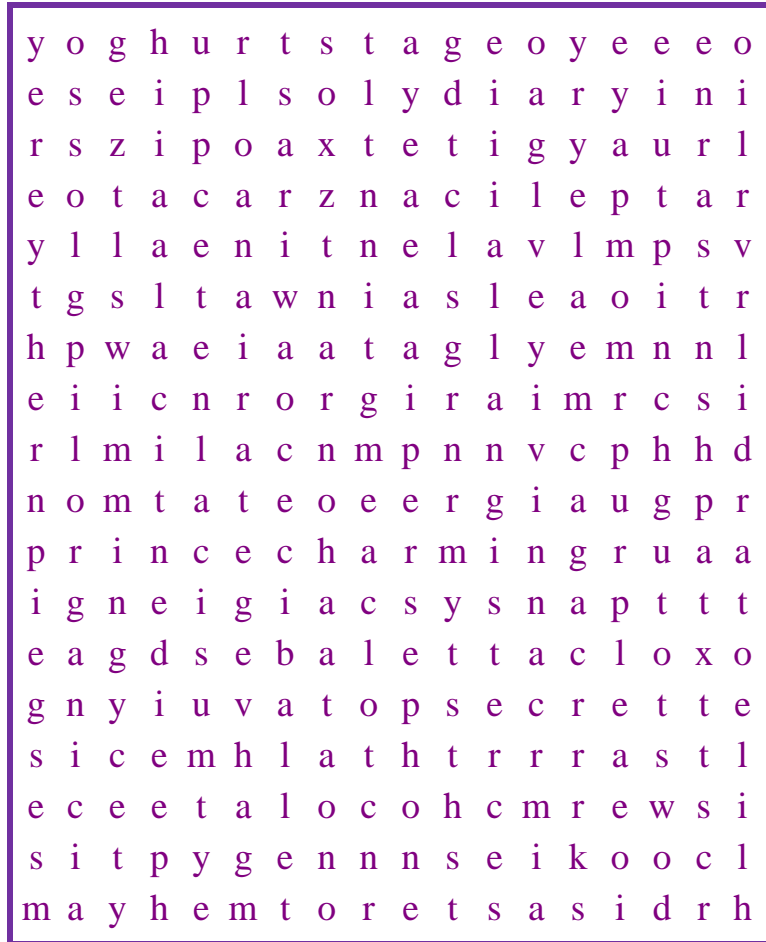 y o g h u r t s t a g e o y e e e o
e s e i p l s o l y d i a r y i n i
r s z i p o a x t e t i g y a u r l
e o t a c a r z n a c i l e p t a r
y l l a e n i t n e l a v l m p s v
t g s l t a w n i a s l e a o i t r
h p w a e i a a t a g l y e m n n l
e i i c n r o r g i r a i m r c s i
r l m i l a c n m p n n v c p h h d
n o m t a t e o e e r g i a u g p r
p r i n c e c h a r m i n g r u a a
i g n e i g i a c s y s n a p t t t
e a g d s e b a l e t t a c l o x o
g n y i u v a t o p s e c r e t t e
s i c e m h l a t h t r r r a s t l
e c e e t a l o c o h c m r e w s i
s i t p y g e n n n s e i k o o c l
m a y h e m t o r e t s a s i d r h